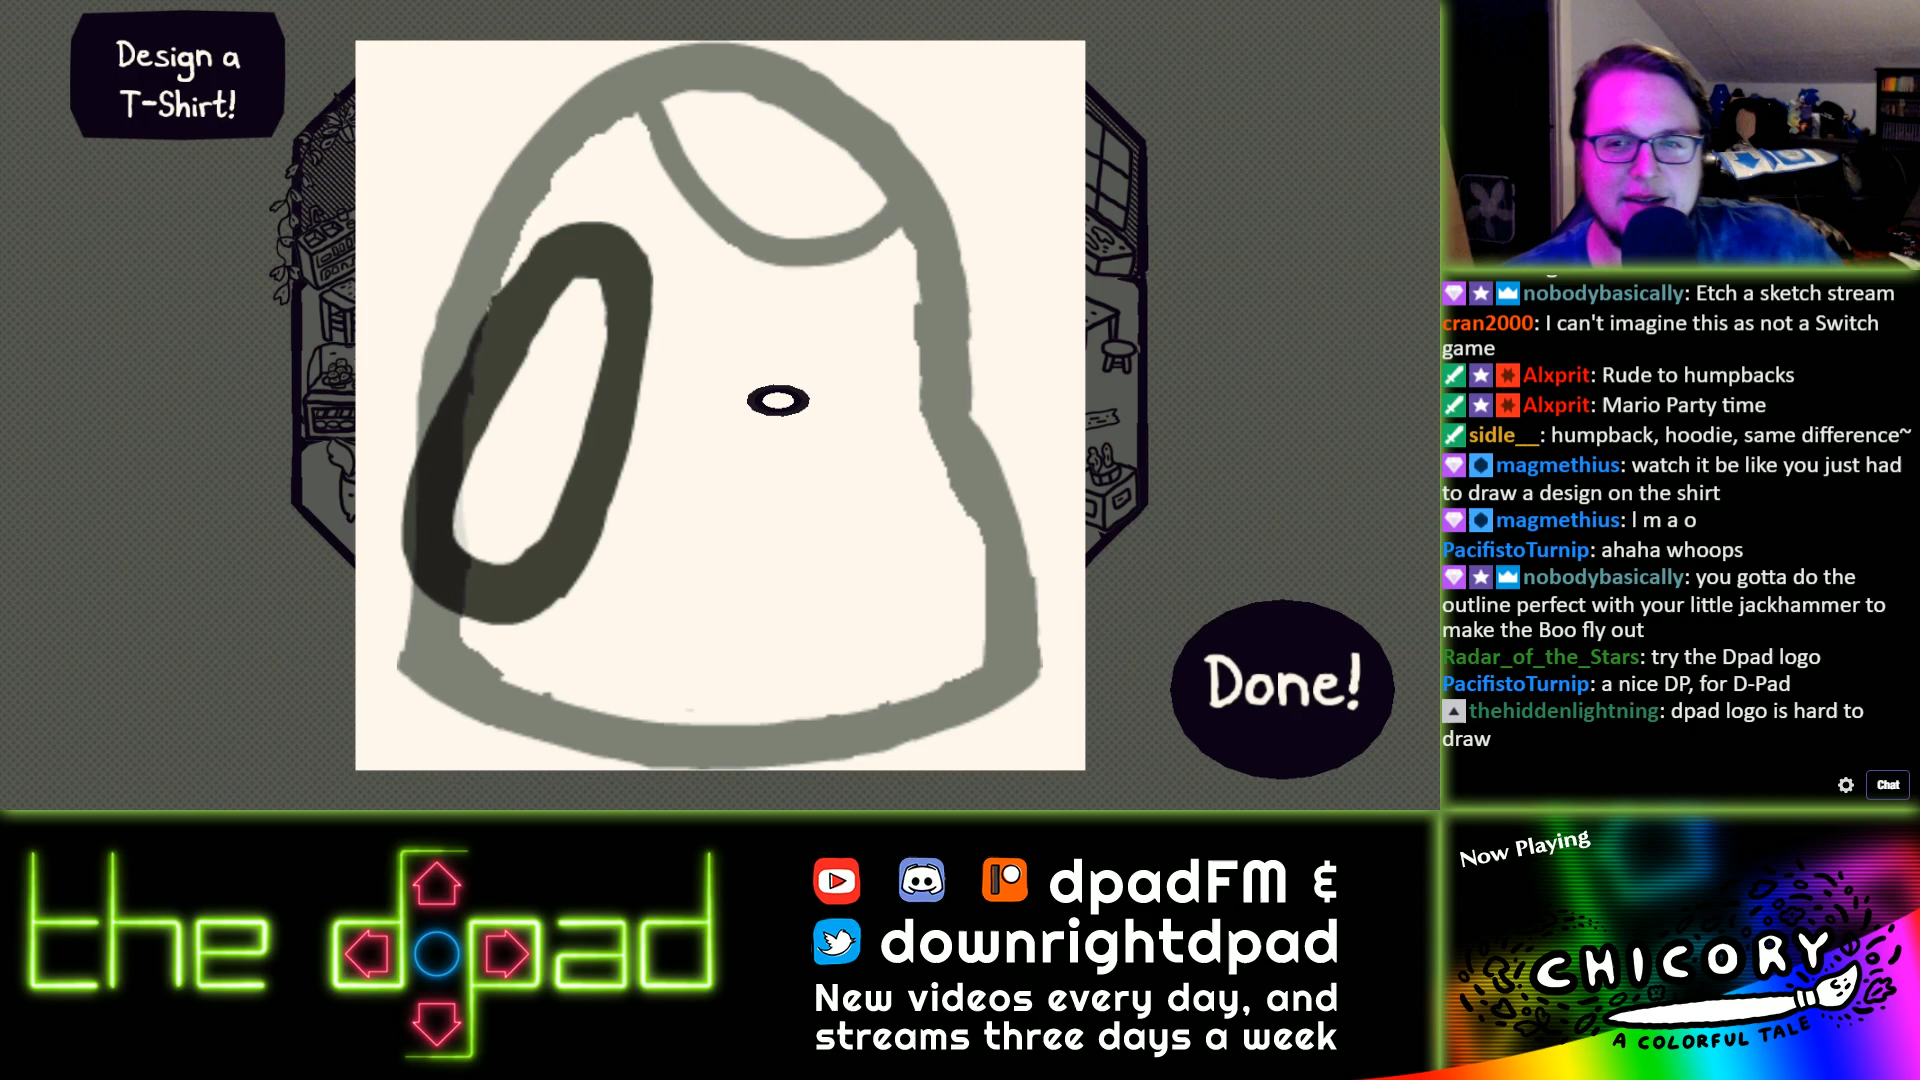 Design a
T-Shirt!
Done!
nobodybasically: Etch a sketch stream
cran2000: I can't imagine this as not a Switch
game
Alxprit: Rude to humpbacks
Alxprit: Mario Party time
sidle__: humpback, hoodie, same difference~
magmethius: watch it be like you just had
to draw a design on the shirt
magmethius: l m a o
PacifistoTurnip: ahaha whoops
nobodybasically: you gotta do the
outline perfect with your little jackhammer to
make the Boo fly out
Radar_of_the_Stars: try the Dpad logo
PacifistoTurnip: a nice DP, for D-Pad
thehiddenlightning: dpad logo is hard to
draw
Chat
the dpad
dpadFM &
downrightdpad
New videos every day, and
streams three days a week
Now Playing
CHICORY
A COLORFUL TALE